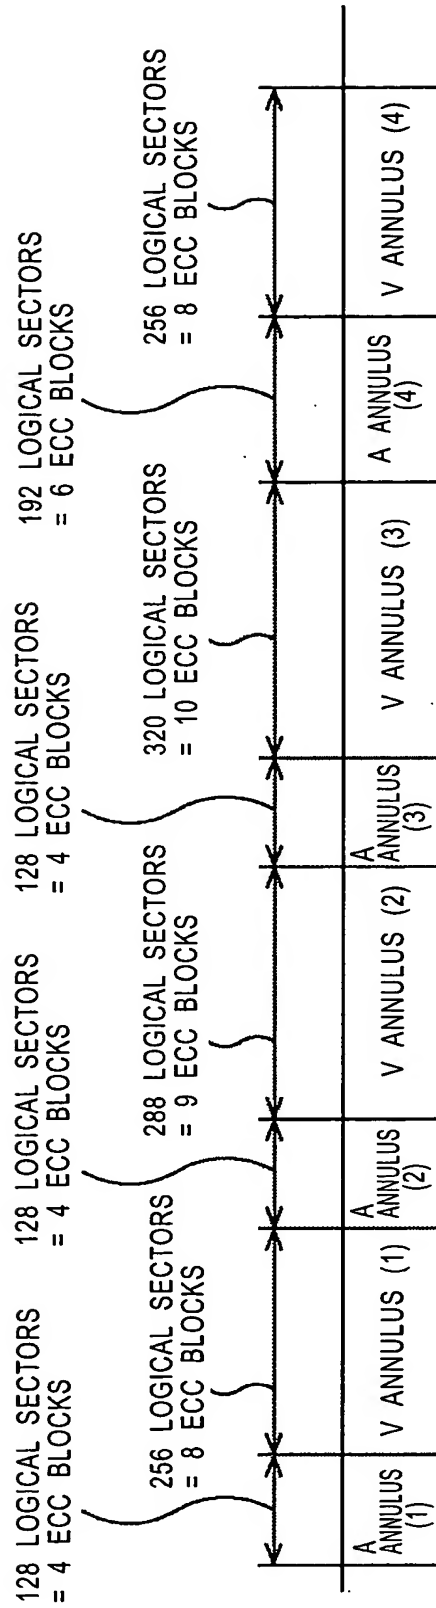 128 LOGICAL SECTORS
= 4 ECC BLOCKS
256 LOGICAL SECTORS
= 8 ECC BLOCKS
128 LOGICAL SECTORS
= 4 ECC BLOCKS
288 LOGICAL SECTORS
= 9 ECC BLOCKS
128 LOGICAL SECTORS
= 4 ECC BLOCKS
320 LOGICAL SECTORS
= 10 ECC BLOCKS
192 LOGICAL SECTORS
= 6 ECC BLOCKS
256 LOGICAL SECTORS
= 8 ECC BLOCKS
A
ANNULUS
(1)
V ANNULUS (1)
A
ANNULUS
(2)
V ANNULUS (2)
A
ANNULUS
(3)
V ANNULUS (3)
A ANNULUS
(4)
V ANNULUS (4)